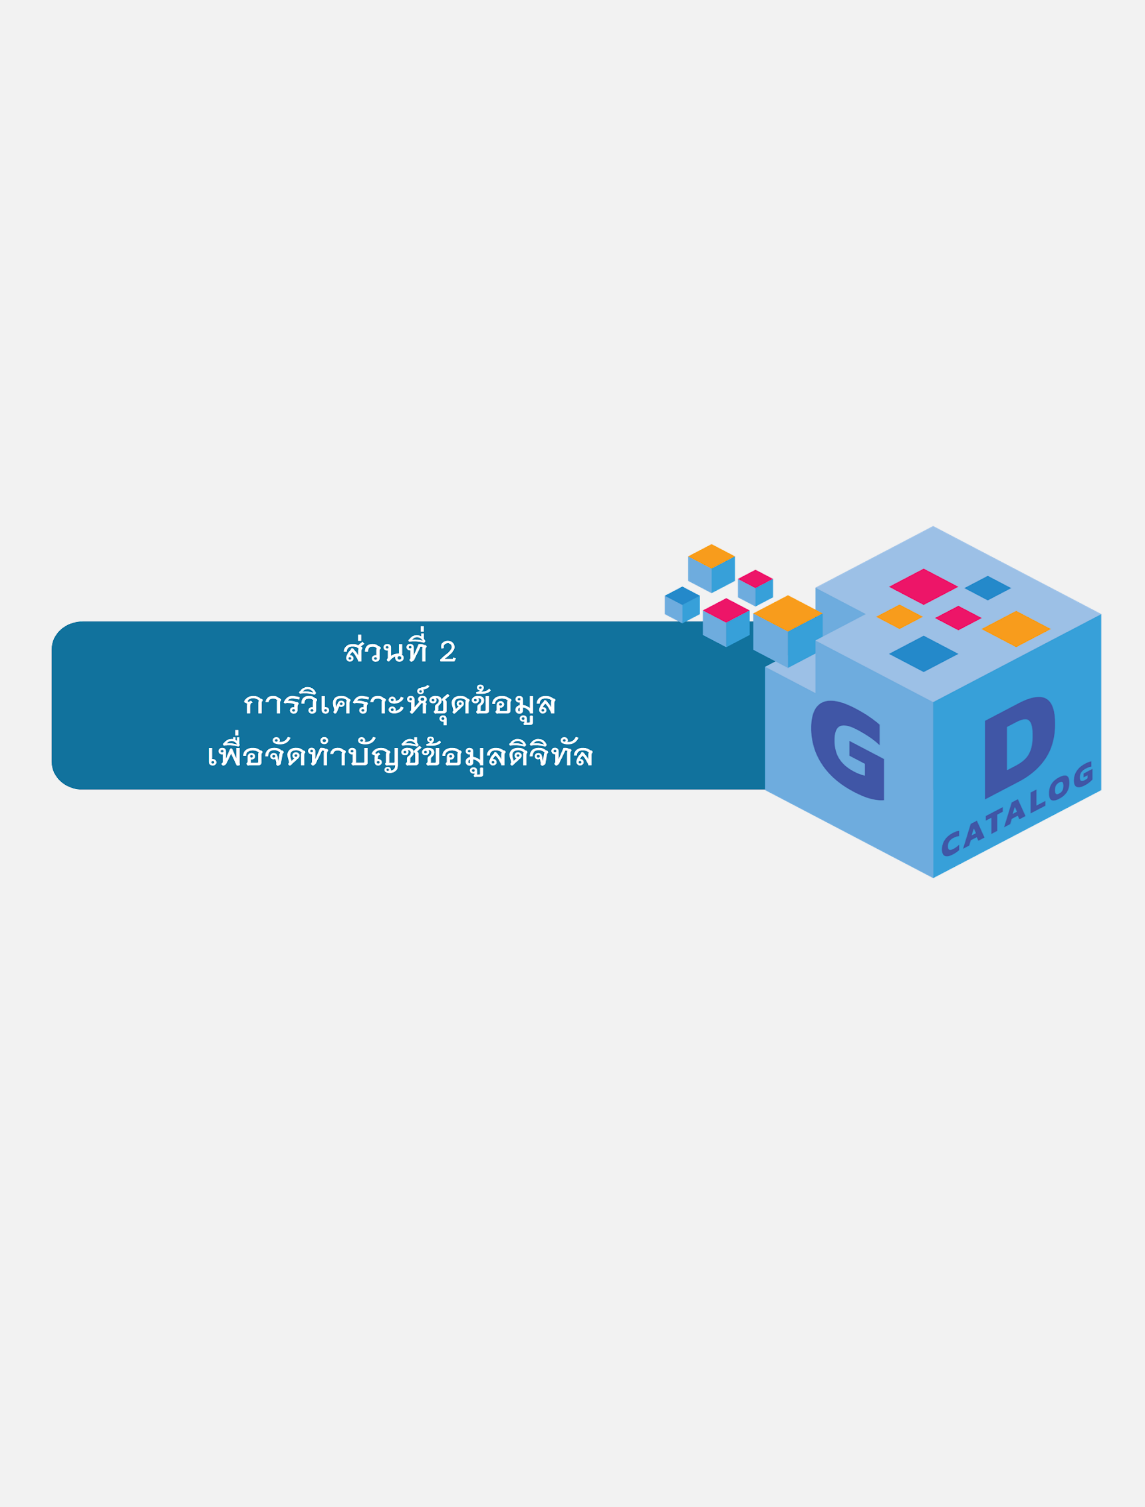 ส่วนที่ 2
การวิเคราะห์ชุดข้อมูล
เพื่อจัดทำบัญชีข้อมูลดิจิทัล
G D
CATALOG